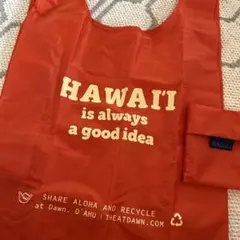 HAWAI'I
is always
a good idea
SHARE ALOHA AND RECYCLE
at Dawn. O'AHU | THEATDAWN.COM